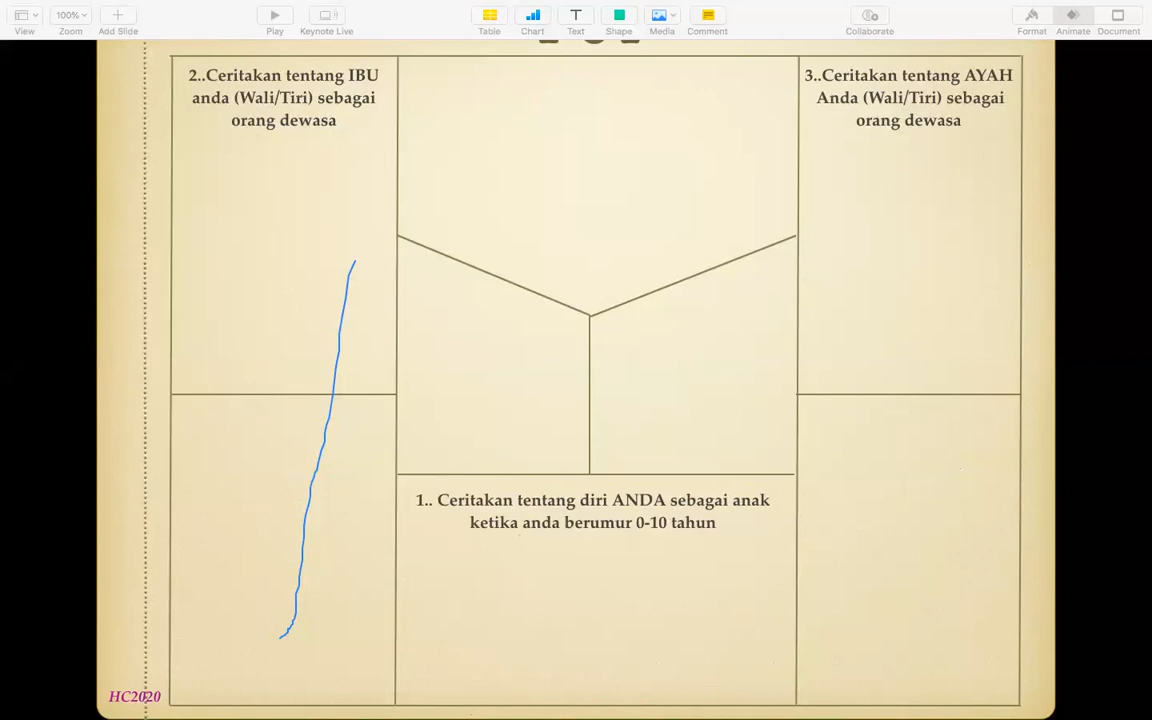 View
100%
Zoom
Add Slide
Play
Keynote Live
Table
Chart
Text
Shape
Media
Comment
Collaborate
Format
Animate
Document
2..Ceritakan tentang IBU
anda (Wali/Tiri) sebagai
orang dewasa
3..Ceritakan tentang AYAH
Anda (Wali/Tiri) sebagai
orang dewasa
1.. Ceritakan tentang diri ANDA sebagai anak
ketika anda berumur 0-10 tahun
HC2020